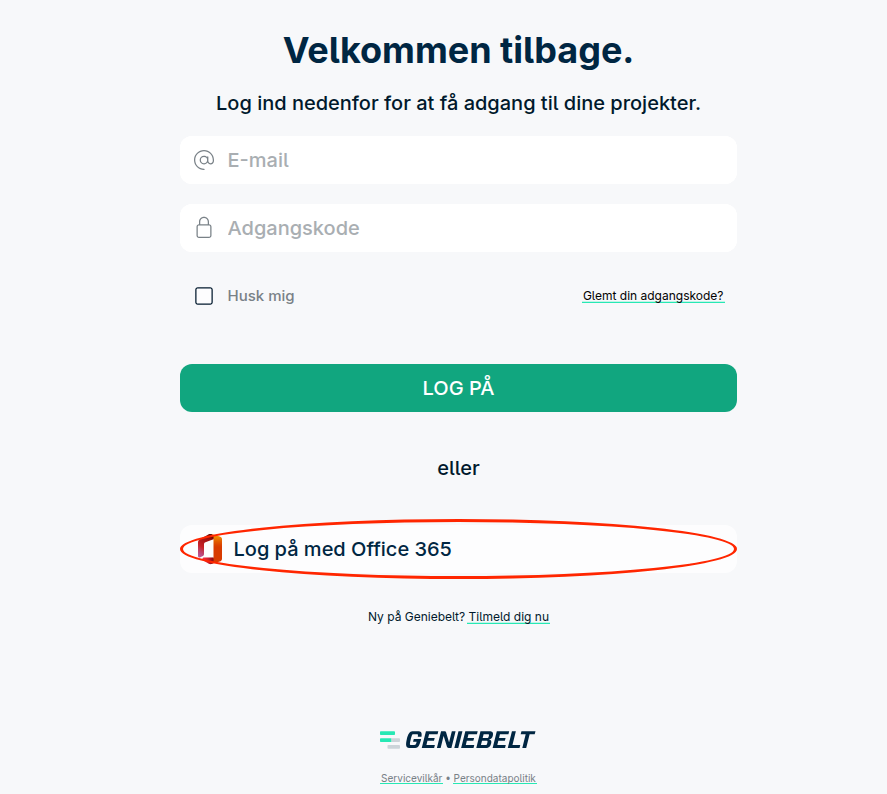 Velkommen tilbage.
Log ind nedenfor for at få adgang til dine projekter.
E-mail
Adgangskode
Husk mig
Glemt din adgangskode?
LOG PÅ
eller
Log på med Office 365
Ny på Geniebelt? Tilmeld dig nu
GENIEBELT
Servicevilkår • Persondatapolitik